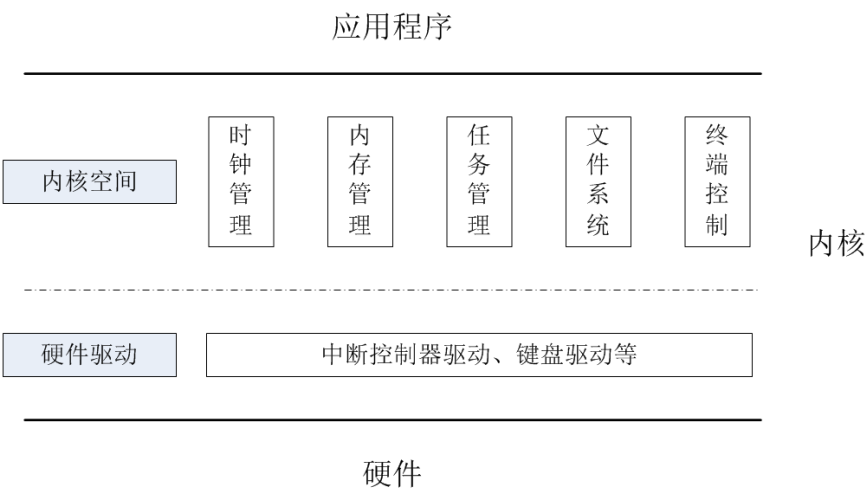 应用程序
内核空间
时钟管理
内存管理
任务管理
文件系统
终端控制
内核
硬件驱动
中断控制器驱动、键盘驱动等
硬件